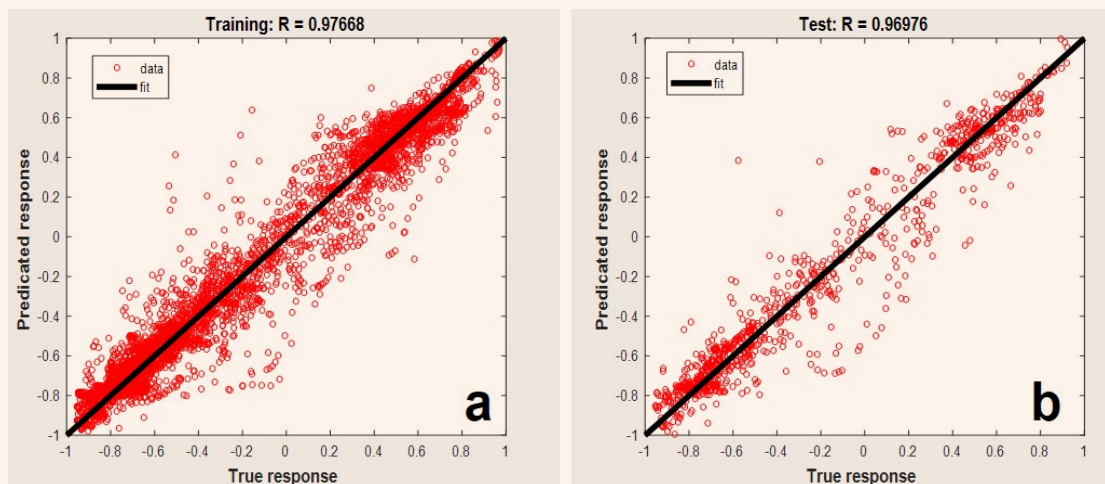 Training: R = 0.97668
1
0.8
0.6
0.4
0.2
0
-0.2
-0.4
-0.6
-0.8
-1
data
fit
Predicated response
-1 -0.8 -0.6 -0.4 -0.2 0 0.2 0.4 0.6 0.8 1
True response
a
Test: R = 0.96976
1
0.8
0.6
0.4
0.2
0
-0.2
-0.4
-0.6
-0.8
-1
data
fit
Predicated response
-1 -0.8 -0.6 -0.4 -0.2 0 0.2 0.4 0.6 0.8 1
True response
b